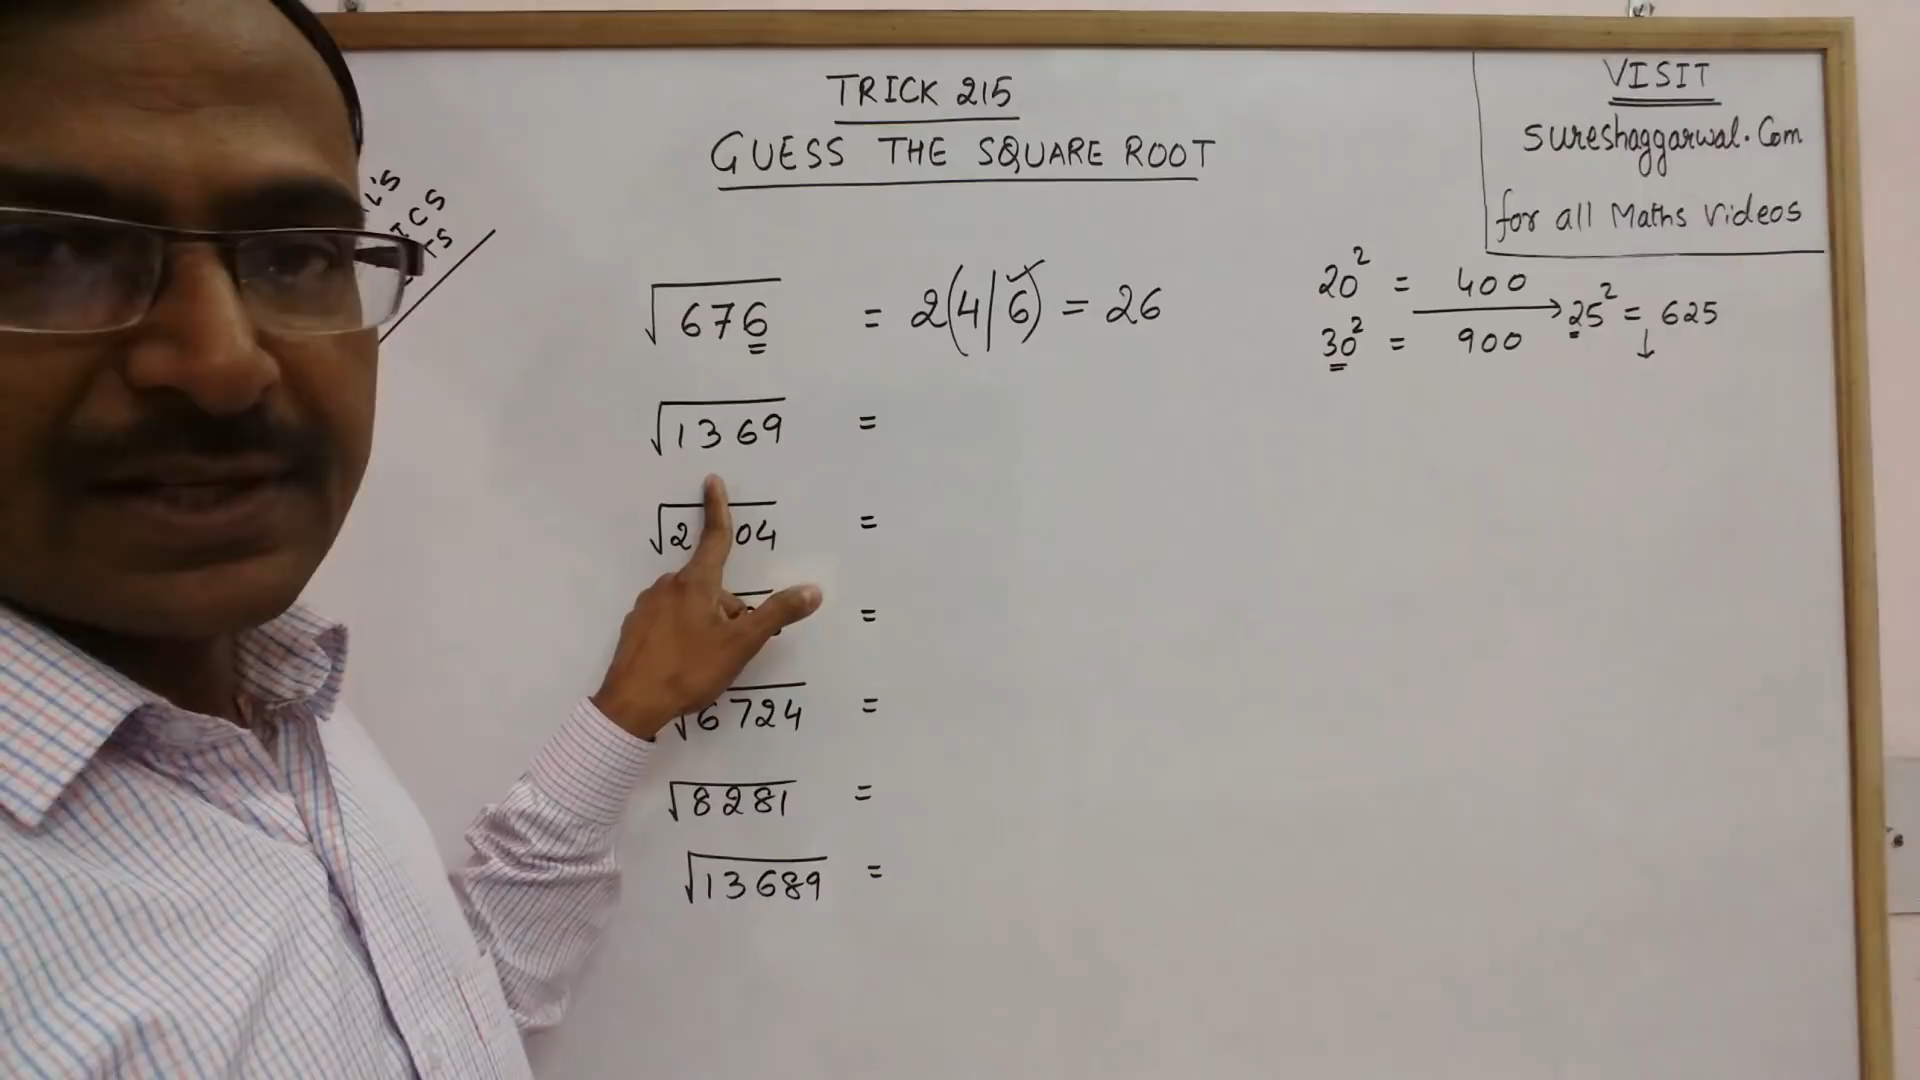 TRICK 215
GUESS THE SQUARE ROOT
VISIT
sureshaggarwal.com
for all Maths Videos
√676 = 2(4|6) = 26
20² = 400
30² = 900
25² = 625
√1369 =
=
=
√6724 =
√8281 =
√13689 =